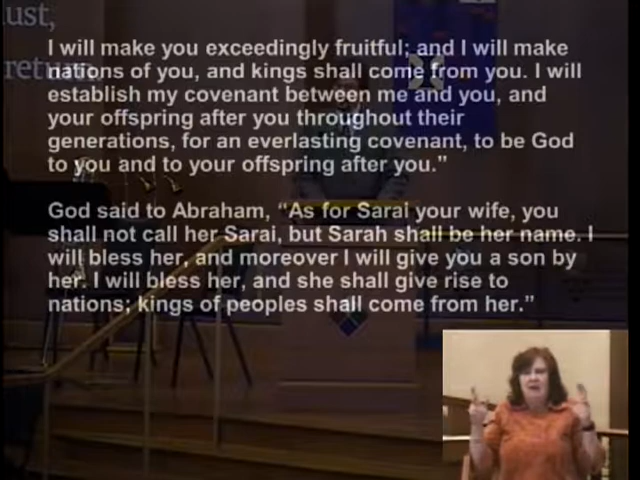 ust,
return
I will make you exceedingly fruitful; and I will make
nations of you, and kings shall come from you. I will
establish my covenant between me and you, and
your offspring after you throughout their
generations, for an everlasting covenant, to be God
to you and to your offspring after you.”
God said to Abraham, “As for Sarai your wife, you
shall not call her Sarai, but Sarah shall be her name. I
will bless her, and moreover I will give you a son by
her. I will bless her, and she shall give rise to
nations; kings of peoples shall come from her.”